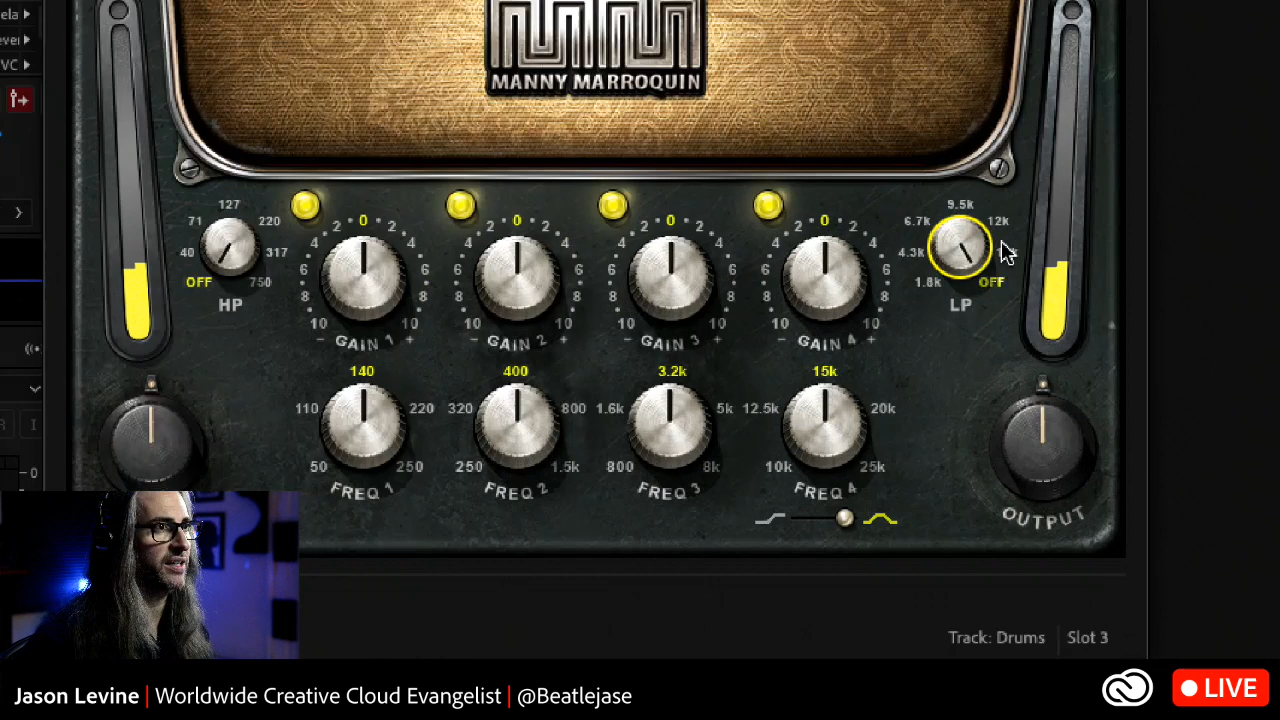 MANNY MARROQUIN
127
71 220
40 317
OFF 750
HP
0
2 2
4 4
6 6
8 8
10 10
- GAIN 1 +
0
2 2
4 4
6 6
8 8
10 10
- GAIN 2 +
0
2 2
4 4
6 6
8 8
10 10
- GAIN 3 +
0
2 2
4 4
6 6
8 8
10 10
- GAIN 4 +
9.5k
6.7k 12k
4.3k
1.8k OFF
LP
140
110 220
50 250
FREQ 1
400
320 800
250 1.5k
FREQ 2
3.2k
1.6k 5k
800 8k
FREQ 3
15k
12.5k 20k
10k 25k
FREQ 4
OUTPUT
Track: Drums Slot 3
Jason Levine | Worldwide Creative Cloud Evangelist | @Beatlejase
LIVE